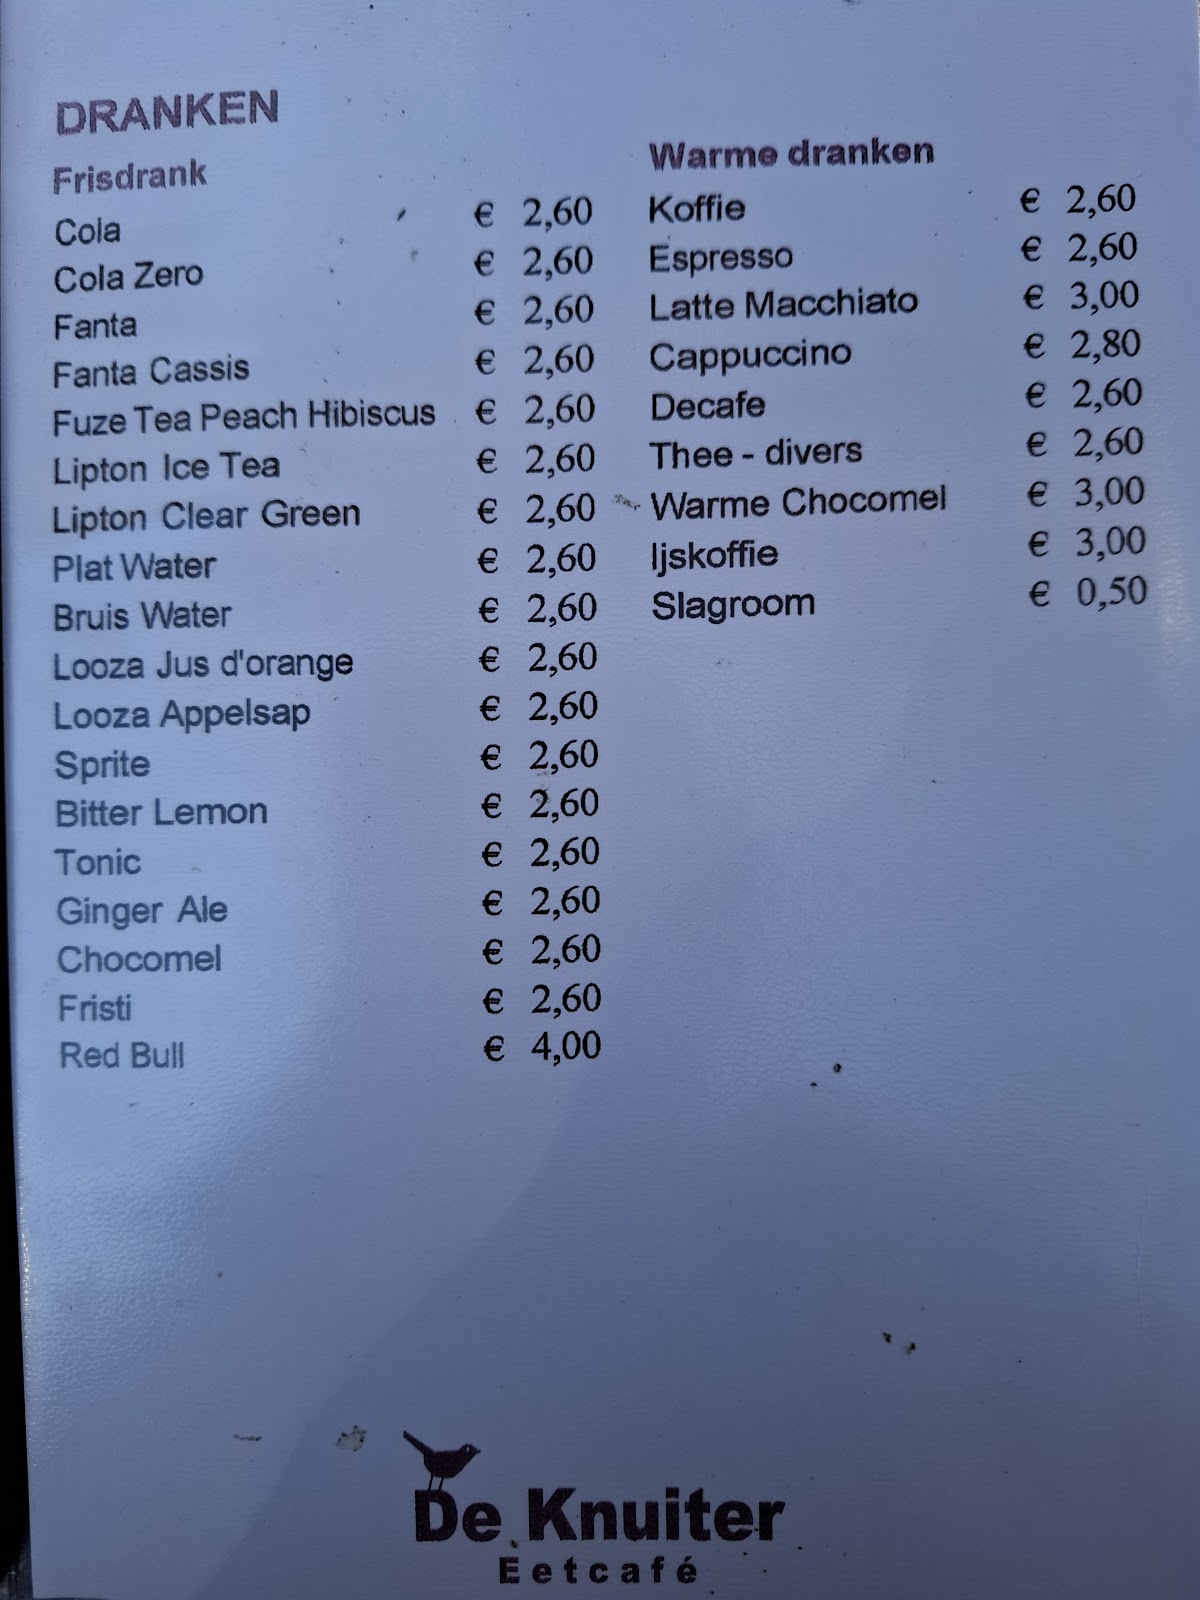 DRANKEN
Frisdrank
Cola € 2,60
Cola Zero € 2,60
Fanta € 2,60
Fanta Cassis € 2,60
Fuze Tea Peach Hibiscus € 2,60
Lipton Ice Tea € 2,60
Lipton Clear Green € 2,60
Plat Water € 2,60
Bruis Water € 2,60
Looza Jus d'orange € 2,60
Looza Appelsap € 2,60
Sprite € 2,60
Bitter Lemon € 2,60
Tonic € 2,60
Ginger Ale € 2,60
Chocomel € 2,60
Fristi € 2,60
Red Bull € 4,00
Warme dranken
Koffie € 2,60
Espresso € 2,60
Latte Macchiato € 3,00
Cappuccino € 2,80
Decafe € 2,60
Thee - divers € 2,60
Warme Chocomel € 3,00
Ijskoffie € 3,00
Slagroom € 0,50
De Knuiter
Eetcafé